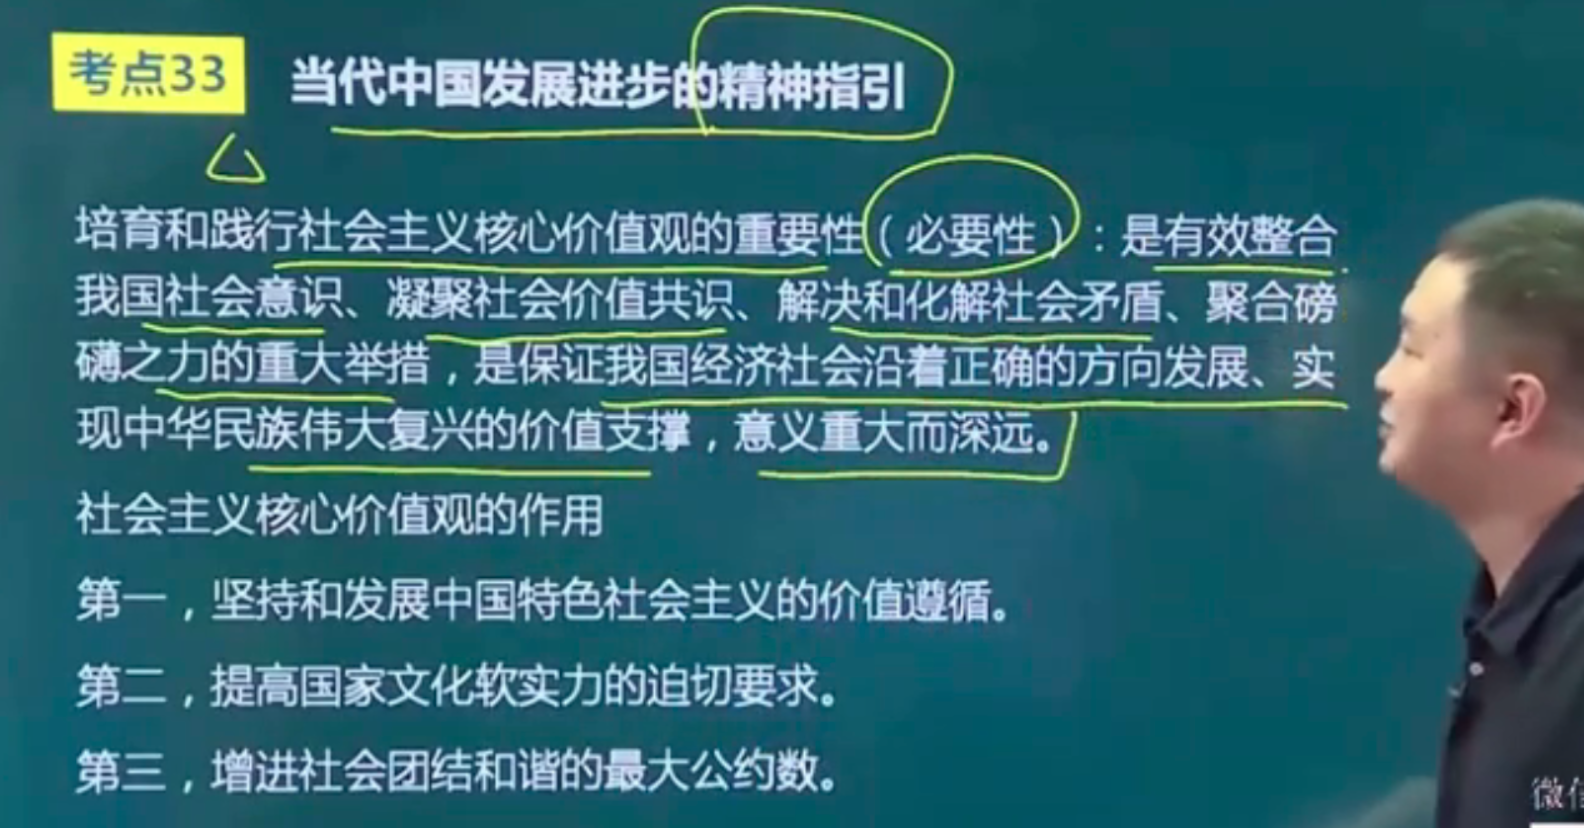 考点33 当代中国发展进步的精神指引
培育和践行社会主义核心价值观的重要性（必要性）：是有效整合
我国社会意识、凝聚社会价值共识、解决和化解社会矛盾、聚合磅
礴之力的重大举措，是保证我国经济社会沿着正确的方向发展、实
现中华民族伟大复兴的价值支撑，意义重大而深远。
社会主义核心价值观的作用
第一，坚持和发展中国特色社会主义的价值遵循。
第二，提高国家文化软实力的迫切要求。
第三，增进社会团结和谐的最大公约数。
微信